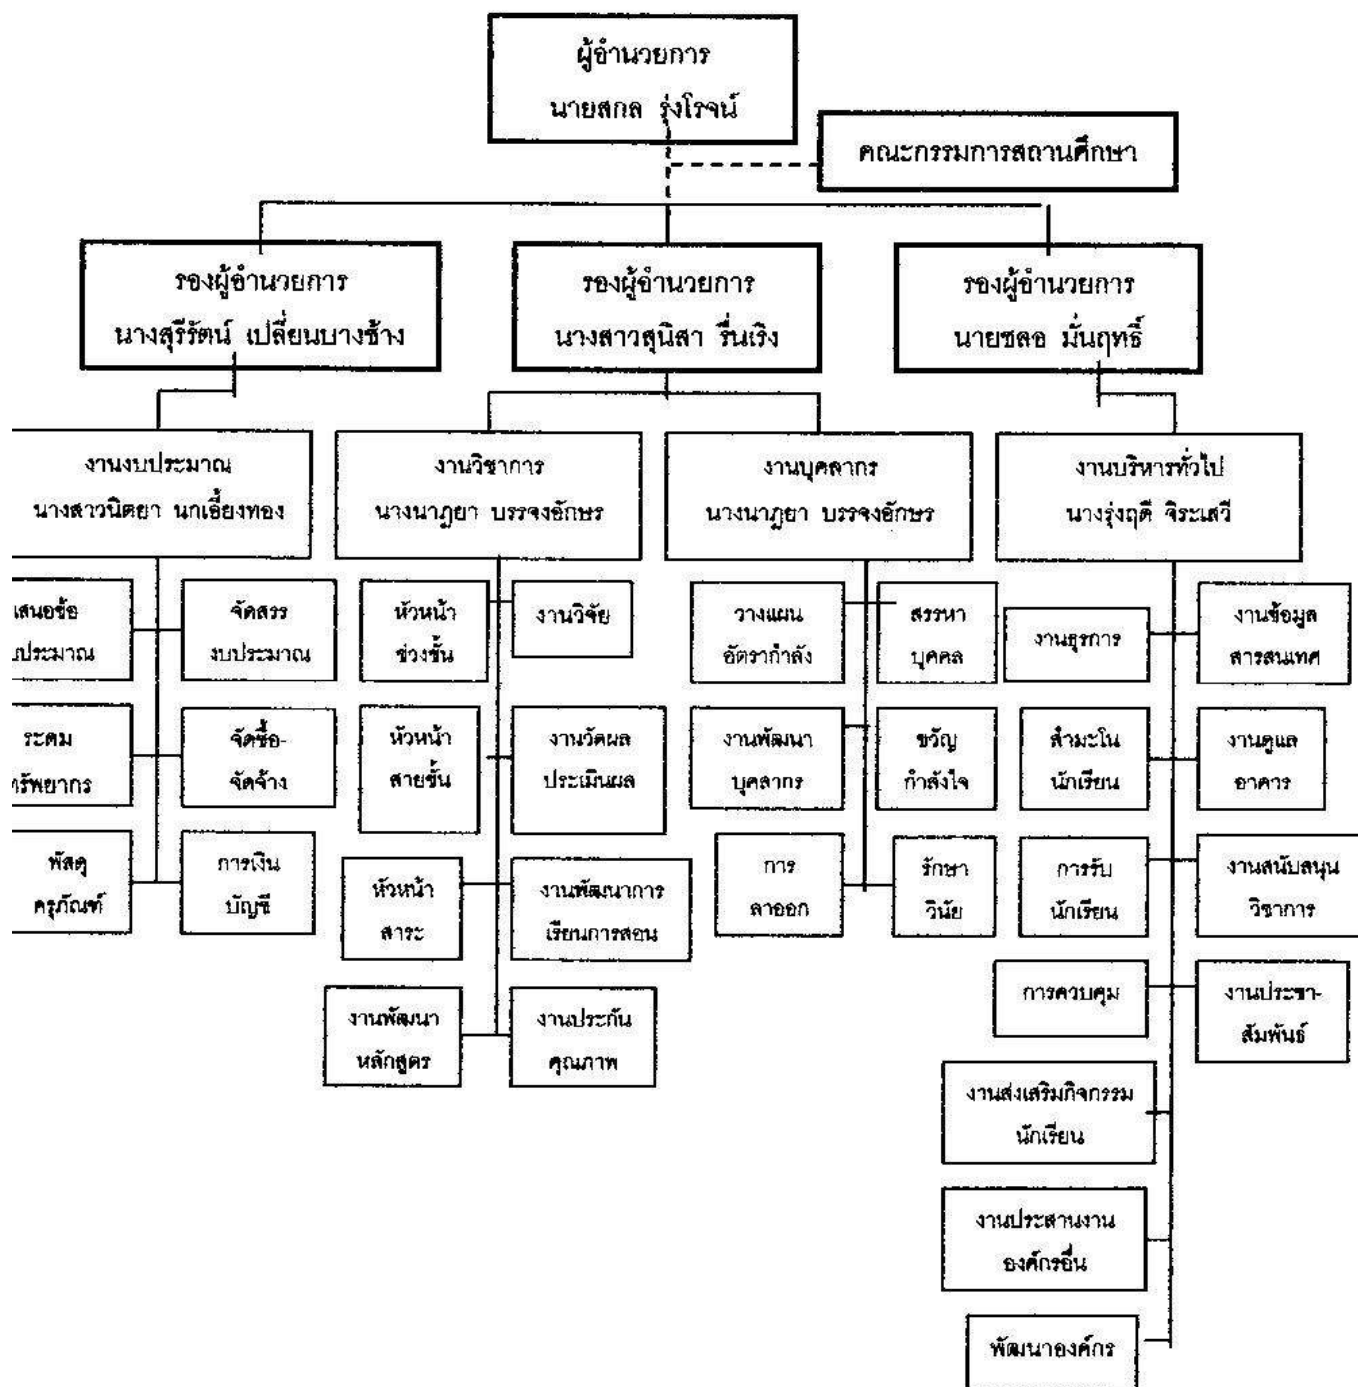 ผู้อำนวยการ
นายสกล รุ่งโรจน์
คณะกรรมการสถานศึกษา
รองผู้อำนวยการ
นางสุรีรัตน์ เปลี่ยนบางช้าง
รองผู้อำนวยการ
นางสาวสุนิสา รื่นเริง
รองผู้อำนวยการ
นายชลอ มั่นฤทธิ์
งานงบประมาณ
นางสาวนิตยา นกเอี้ยงทอง
งานวิชาการ
นางนาฎยา บรรจงอักษร
งานบุคลากร
นางนาฎยา บรรจงอักษร
งานบริหารทั่วไป
นางรุ่งฤดี จิระเสวี
เสนอข้อ
บประมาณ
จัดสรร
งบประมาณ
หัวหน้า
ช่วงชั้น
งานวิจัย
วางแผน
อัตรากำลัง
สรรหา
บุคคล
งานธุรการ
งานข้อมูล
สารสนเทศ
ระดม
ทรัพยากร
จัดซื้อ-
จัดจ้าง
หัวหน้า
สายชั้น
งานวัดผล
ประเมินผล
งานพัฒนา
บุคลากร
ขวัญ
กำลังใจ
สำมะโน
นักเรียน
งานดูแล
อาคาร
พัสดุ
ครุภัณฑ์
การเงิน
บัญชี
หัวหน้า
สาระ
งานพัฒนาการ
เรียนการสอน
การ
ลาออก
รักษา
วินัย
การรับ
นักเรียน
งานสนับสนุน
วิชาการ
งานพัฒนา
หลักสูตร
งานประกัน
คุณภาพ
การควบคุม
งานประชา-
สัมพันธ์
งานส่งเสริมกิจกรรม
นักเรียน
งานประสานงาน
องค์กรอื่น
พัฒนาองค์กร